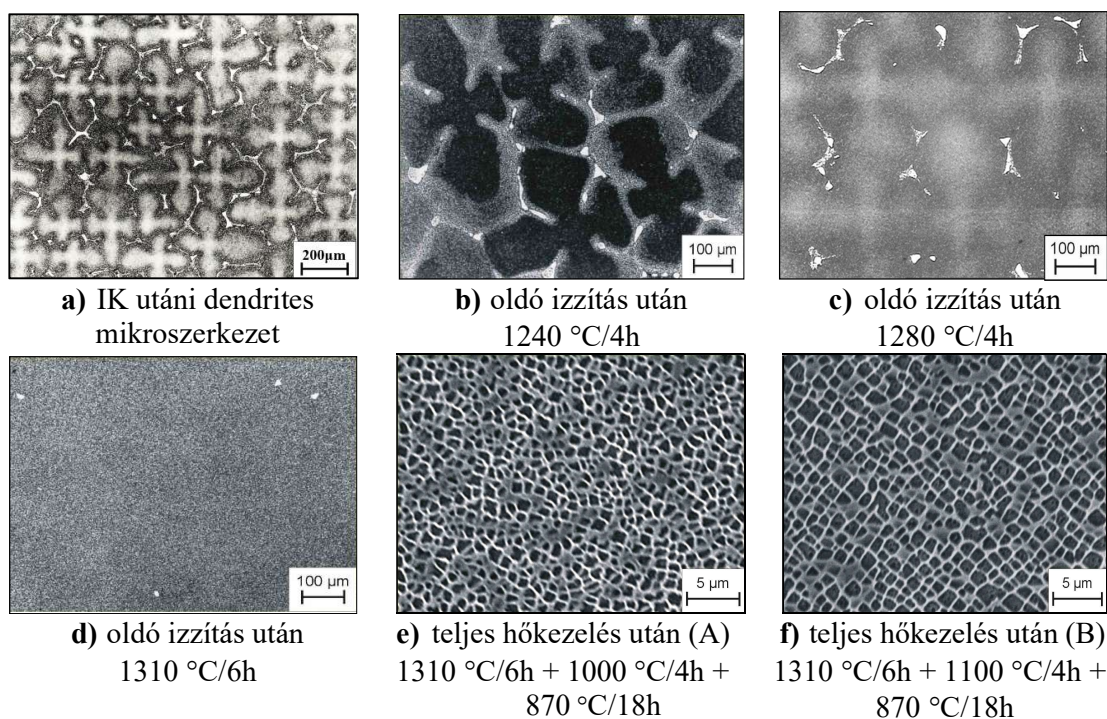 200µm
100 µm
100 µm
a) IK utáni dendrites
mikroszerkezet
b) oldó izzítás után
1240 °C/4h
c) oldó izzítás után
1280 °C/4h
100 µm
5 µm
5 µm
d) oldó izzítás után
1310 °C/6h
e) teljes hőkezelés után (A)
1310 °C/6h + 1000 °C/4h +
870 °C/18h
f) teljes hőkezelés után (B)
1310 °C/6h + 1100 °C/4h +
870 °C/18h